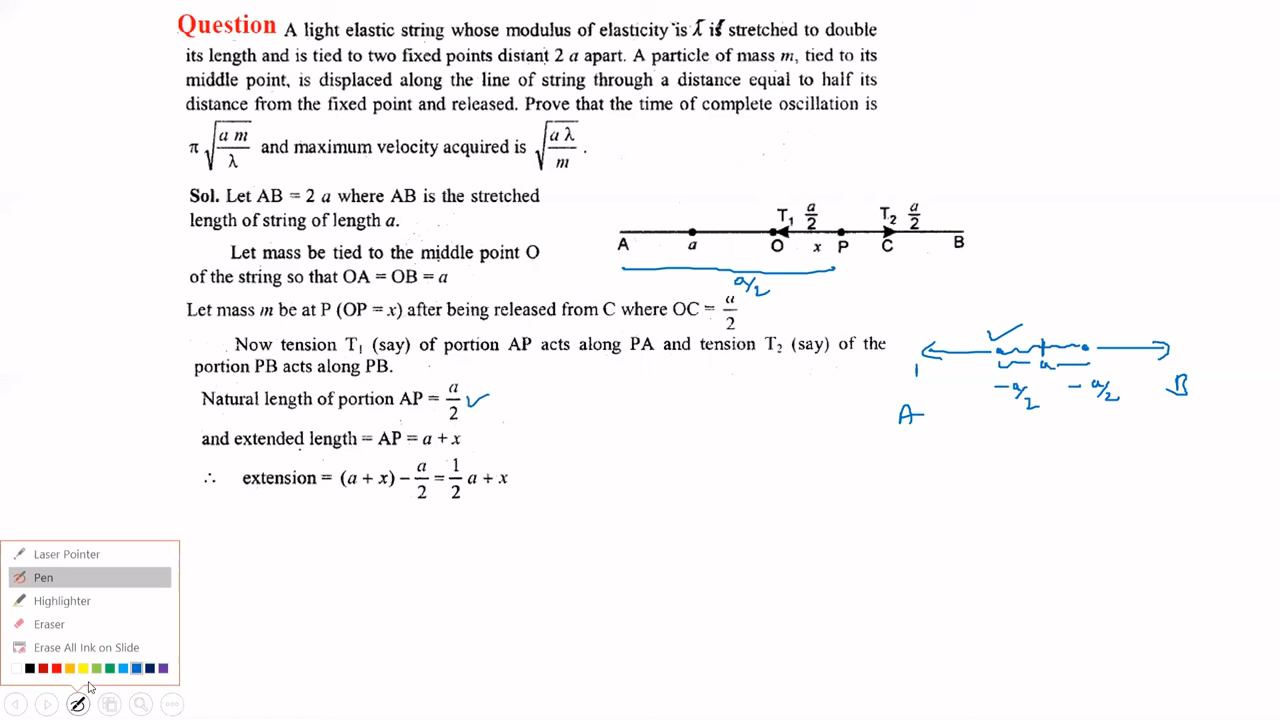 Question A light elastic string whose modulus of elasticity is λ is stretched to double
its length and is tied to two fixed points distant 2 a apart. A particle of mass m, tied to its
middle point, is displaced along the line of string through a distance equal to half its
distance from the fixed point and released. Prove that the time of complete oscillation is
π √(a m / λ) and maximum velocity acquired is √(a λ / m) .
Sol. Let AB = 2 a where AB is the stretched
length of string of length a.
Let mass be tied to the middle point O
of the string so that OA = OB = a
T₁ a/2 T₂ a/2
A a O x P C B
a/2
Let mass m be at P (OP = x) after being released from C where OC = a/2
Now tension T₁ (say) of portion AP acts along PA and tension T₂ (say) of the
portion PB acts along PB.
Natural length of portion AP = a/2 ✓
and extended length = AP = a + x
∴ extension = (a + x) − a/2 = 1/2 a + x
a
− a/2 − a/2
A B
Laser Pointer
Pen
Highlighter
Eraser
Erase All Ink on Slide